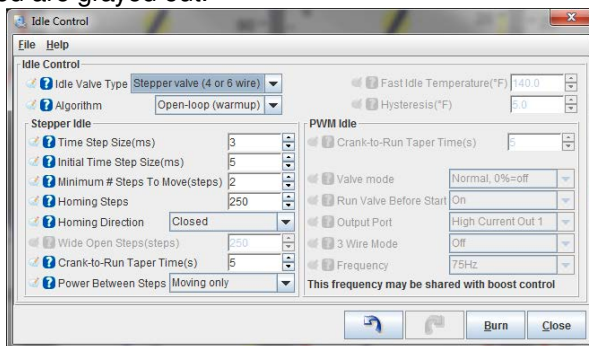 ed are grayed out.
Idle Control
File Help
Idle Control
Idle Valve Type Stepper valve (4 or 6 wire)
Algorithm Open-loop (warmup)
Fast Idle Temperature(°F) 140.0
Hysteresis(°F) 5.0
Stepper Idle
Time Step Size(ms) 3
Initial Time Step Size(ms) 5
Minimum # Steps To Move(steps) 2
Homing Steps 250
Homing Direction Closed
Wide Open Steps(steps) 250
Crank-to-Run Taper Time(s) 5
Power Between Steps Moving only
PWM Idle
Crank-to-Run Taper Time(s) 5
Valve mode Normal, 0%=off
Run Valve Before Start On
Output Port High Current Out 1
3 Wire Mode Off
Frequency 75Hz
This frequency may be shared with boost control
Burn Close